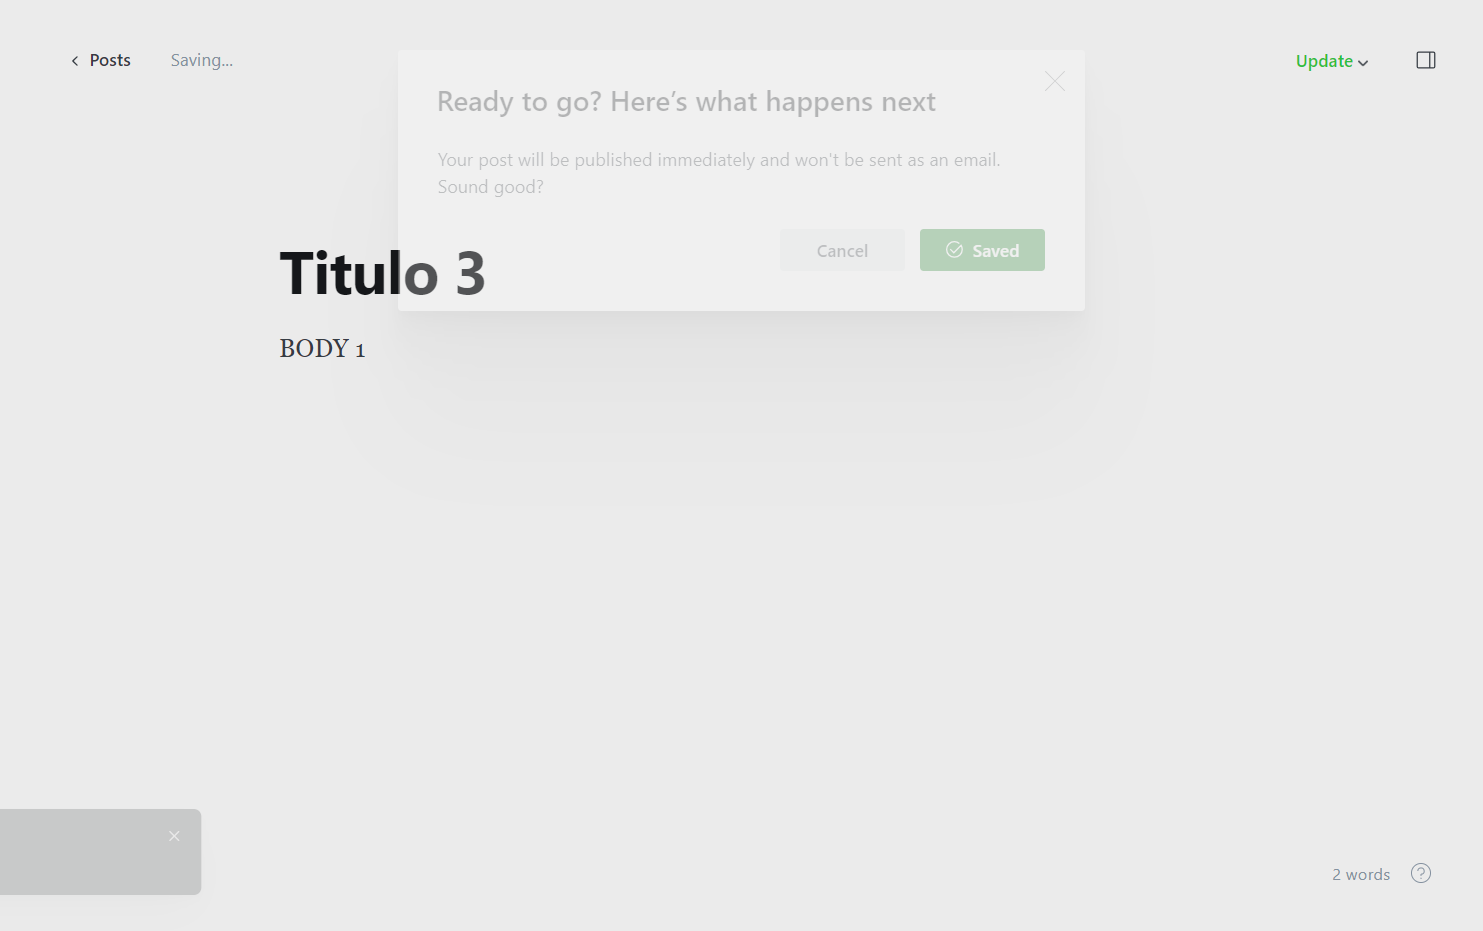 Posts
Saving...
Update
Ready to go? Here’s what happens next
Your post will be published immediately and won't be sent as an email.
Sound good?
Cancel
Saved
Titulo 3
BODY 1
2 words